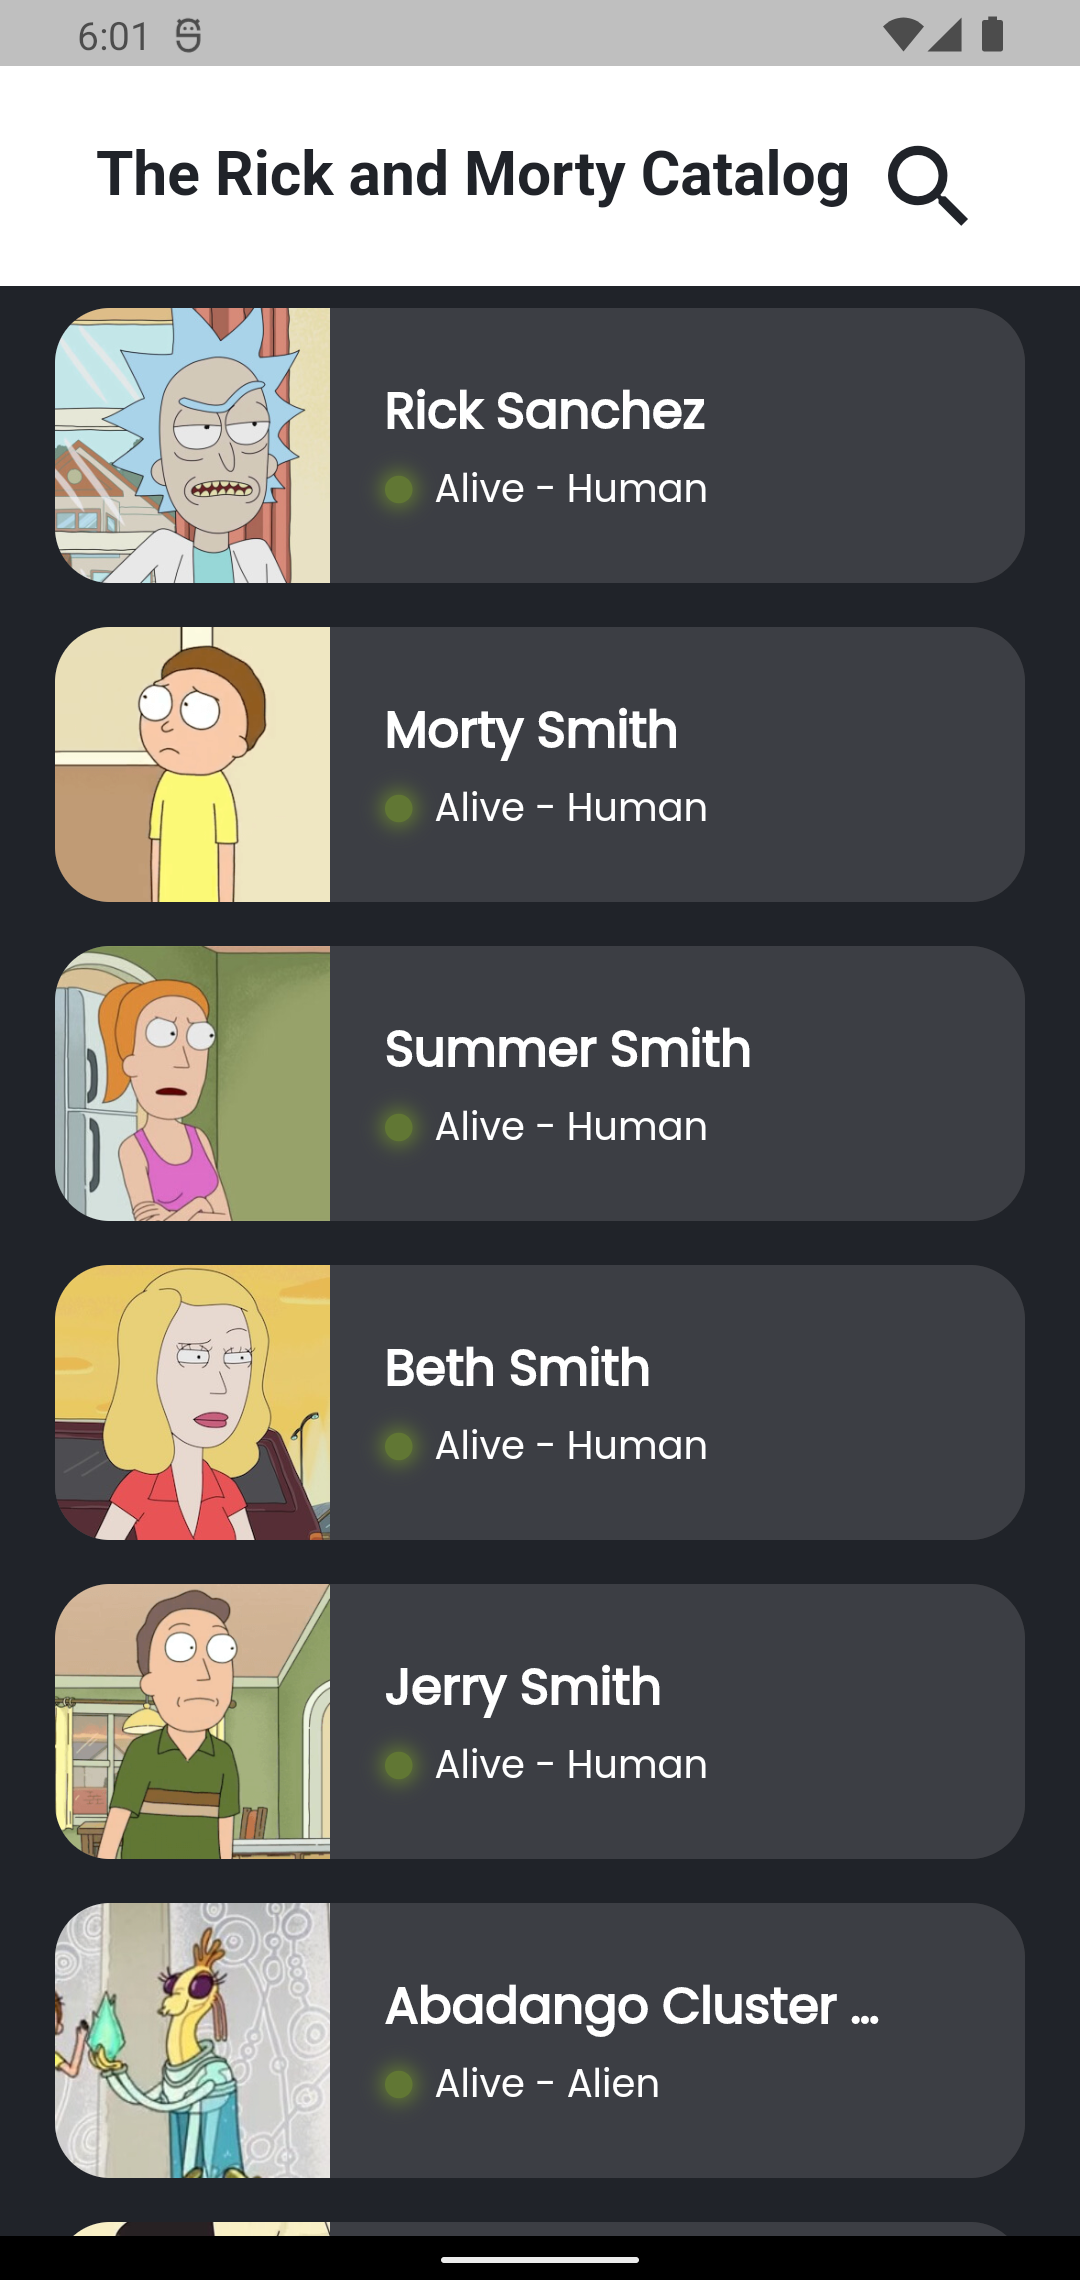 6:01
The Rick and Morty Catalog
Rick Sanchez
Alive - Human
Morty Smith
Alive - Human
Summer Smith
Alive - Human
Beth Smith
Alive - Human
Jerry Smith
Alive - Human
Abadango Cluster ...
Alive - Alien